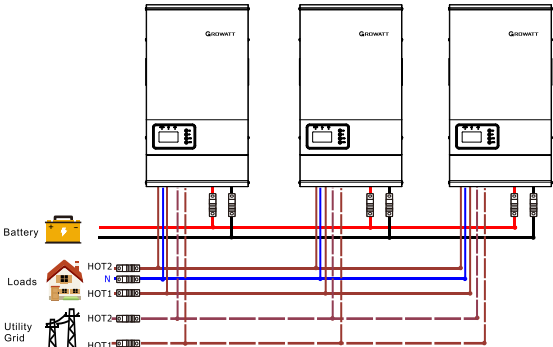 GROWATT
GROWATT
GROWATT
Battery
Loads
HOT2
N
HOT1
Utility
Grid
HOT2
HOT1